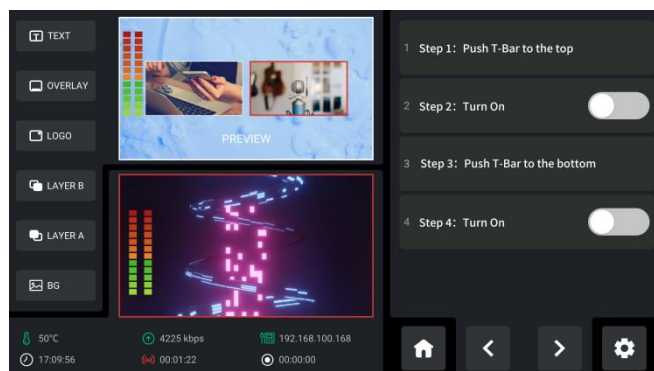 TEXT
OVERLAY
LOGO
LAYER B
LAYER A
BG
PREVIEW
50°C
4225 kbps
192.168.100.168
17:09:56
00:01:22
00:00:00
1 Step 1: Push T-Bar to the top
2 Step 2: Turn On
3 Step 3: Push T-Bar to the bottom
4 Step 4: Turn On